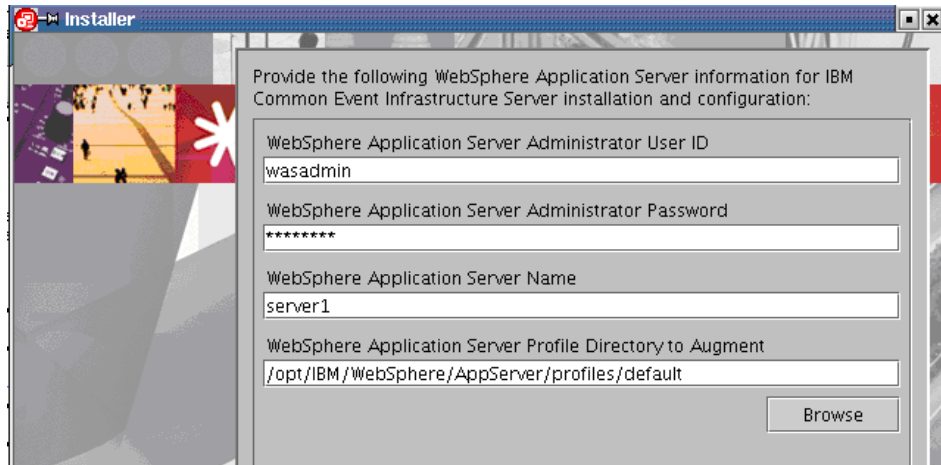 Installer
Provide the following WebSphere Application Server information for IBM
Common Event Infrastructure Server installation and configuration:
WebSphere Application Server Administrator User ID
wasadmin
WebSphere Application Server Administrator Password
********
WebSphere Application Server Name
server1
WebSphere Application Server Profile Directory to Augment
/opt/IBM/WebSphere/AppServer/profiles/default
Browse